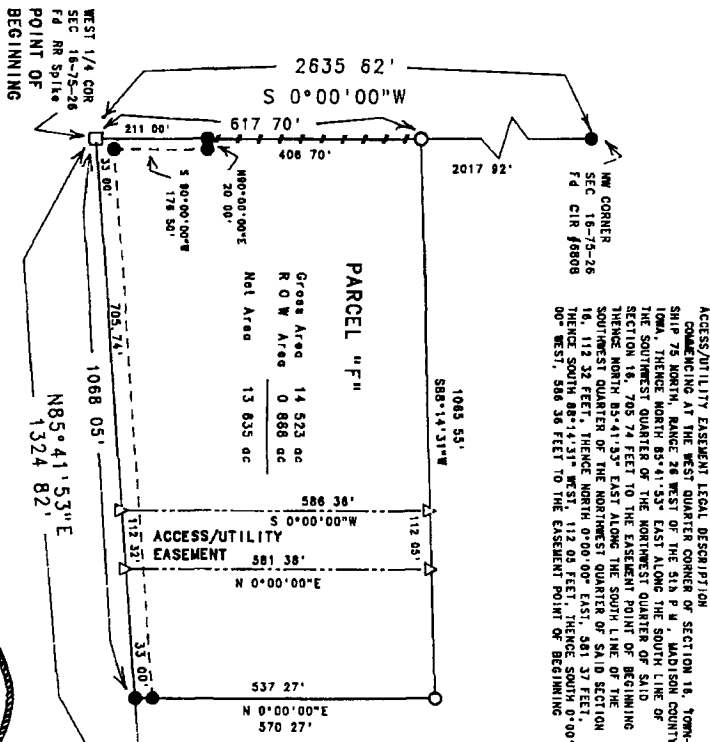 WEST 1/4 COR
SEC 16-75-26
Fd RR Spike
POINT OF
BEGINNING
2635 62'
S 0°00'00"W
617 70'
211 00'
406 70'
2017 92'
NW CORNER
SEC 16-75-26
Fd CIR #6808
33 00'
S 90°00'00"W
176 50'
N90°00'00"E
20 00'
PARCEL "F"
Gross Area 14 523 ac
R O W Area 0 888 ac
Net Area 13 635 ac
1065 55'
S88°14'31"W
705.74'
1068 05'
N85°41'53"E
1324 82'
586 36'
S 0°00'00"W
112 32'
112 05'
ACCESS/UTILITY
EASEMENT
581 38'
N 0°00'00"E
33 00'
537 27'
N 0°00'00"E
570 27'
ACCESS/UTILITY EASEMENT LEGAL DESCRIPTION
COMMENCING AT THE WEST QUARTER CORNER OF SECTION 16, TOWN-
SHIP 75 NORTH, RANGE 26 WEST OF THE 5th P M , MADISON COUNTY
IOWA, THENCE NORTH 85°41'53" EAST ALONG THE SOUTH LINE OF
THE SOUTHWEST QUARTER OF THE NORTHWEST QUARTER OF SAID
SECTION 16, 705 74 FEET TO THE EASEMENT POINT OF BEGINNING
THENCE NORTH 85°41'53" EAST ALONG THE SOUTH LINE OF THE
SOUTHWEST QUARTER OF THE NORTHWEST QUARTER OF SAID SECTION
16, 112 32 FEET, THENCE NORTH 0°00'00" EAST, 581 37 FEET,
THENCE SOUTH 88°14'31" WEST, 112 05 FEET, THENCE SOUTH 0°00'
00" WEST, 586 36 FEET TO THE EASEMENT POINT OF BEGINNING